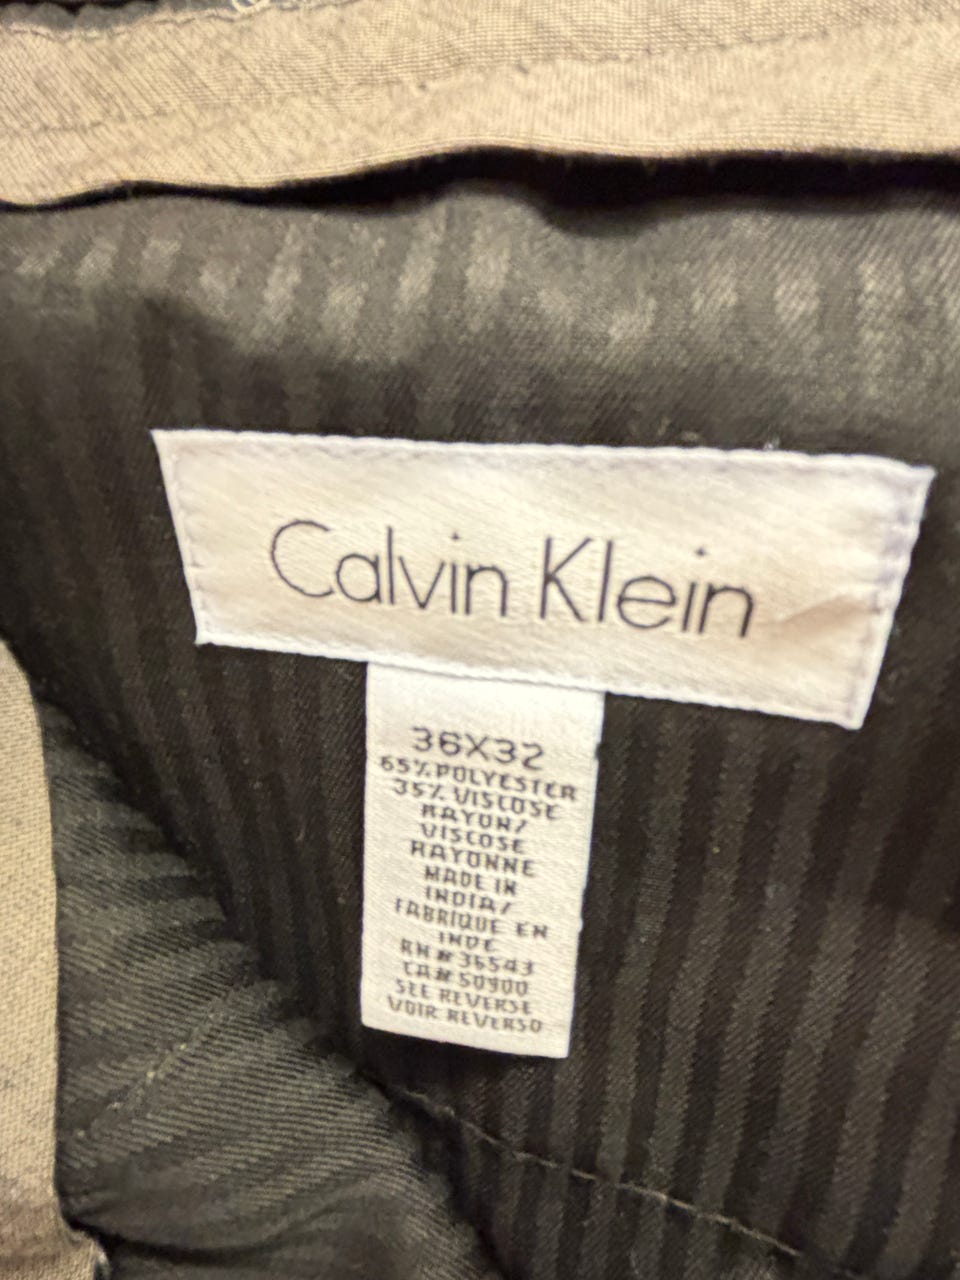 Calvin Klein
36X32
65%POLYESTER
35% VISCOSE
RAYON/
VISCOSE
RAYONNE
MADE IN
INDIA/
FABRIQUE EN
INDE
RN#36543
CA#50900
SEE REVERSE
VOIR REVERSO